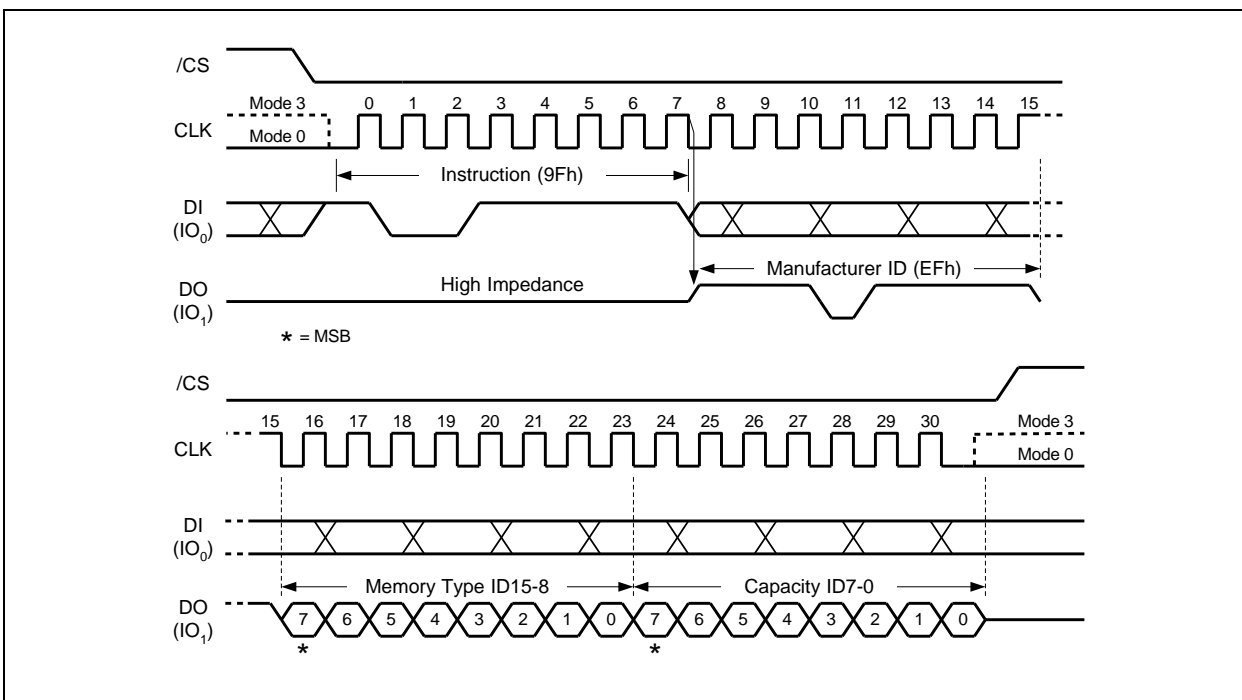 /CS
Mode 3 0 1 2 3 4 5 6 7 8 9 10 11 12 13 14 15
CLK
Mode 0
Instruction (9Fh)
DI
(IO0)
Manufacturer ID (EFh)
High Impedance
DO
(IO1)
* = MSB
/CS
15 16 17 18 19 20 21 22 23 24 25 26 27 28 29 30 Mode 3
CLK
Mode 0
DI
(IO0)
Memory Type ID15-8 Capacity ID7-0
DO
(IO1)
7 6 5 4 3 2 1 0 7 6 5 4 3 2 1 0
* *